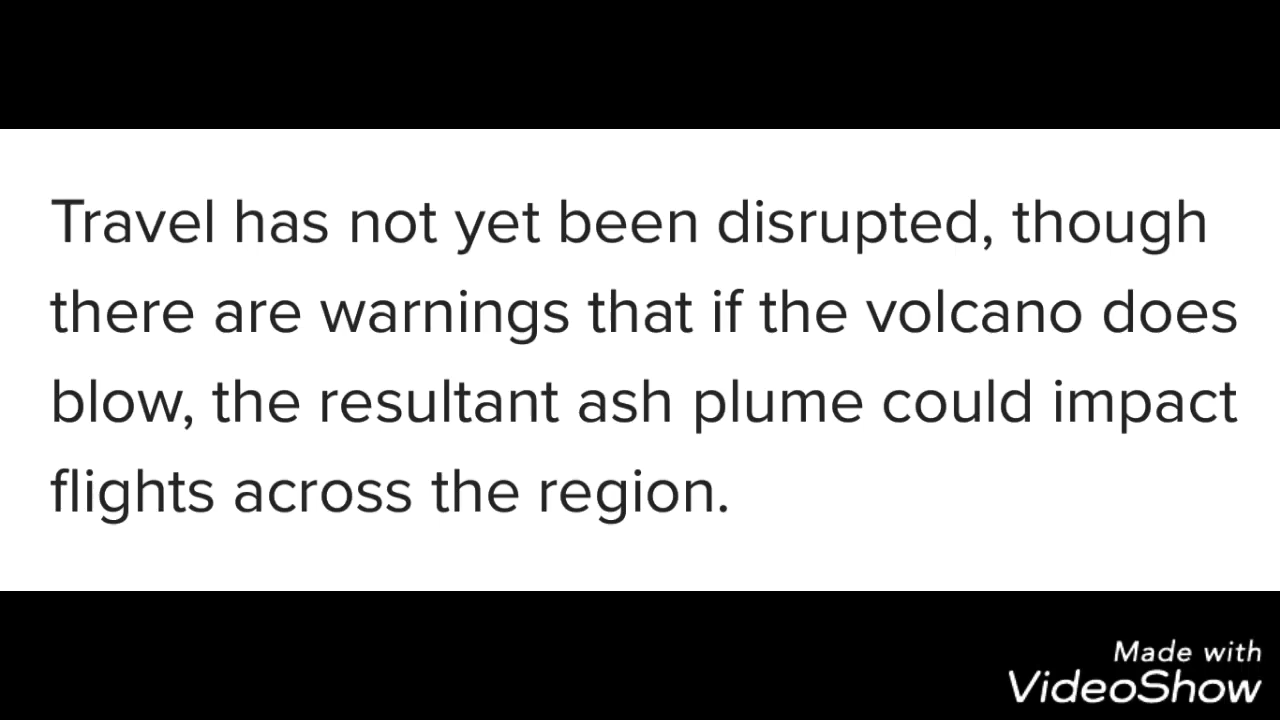 Travel has not yet been disrupted, though
there are warnings that if the volcano does
blow, the resultant ash plume could impact
flights across the region.
Made with
VideoShow